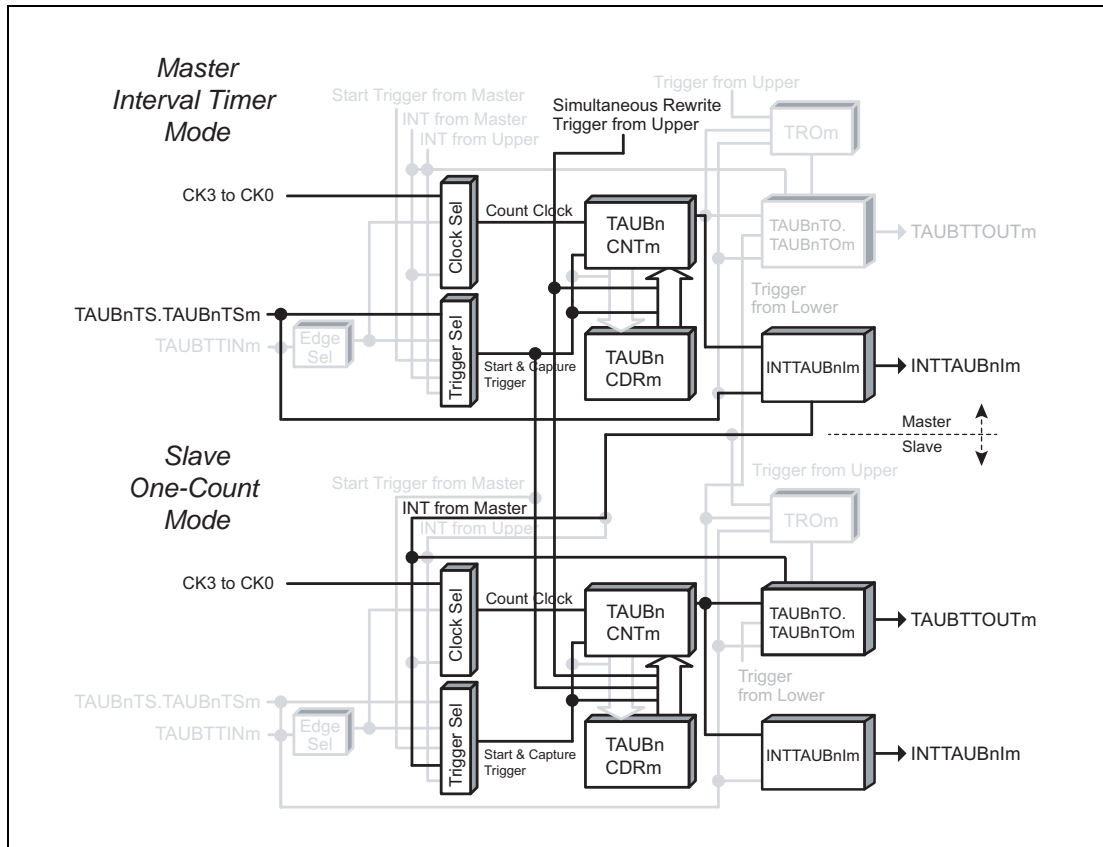 Master
Interval Timer
Mode
Start Trigger from Master
INT from Master
INT from Upper
Simultaneous Rewrite
Trigger from Upper
Trigger from Upper
TROm
CK3 to CK0
Clock Sel
Count Clock
TAUBn
CNTm
TAUBnTO.
TAUBnTOm
TAUBTTOUTm
Trigger
from Lower
TAUBnTS.TAUBnTSm
TAUBTTINm
Edge
Sel
Trigger Sel
Start & Capture
Trigger
TAUBn
CDRm
INTTAUBnIm
INTTAUBnIm
Master
Slave
Slave
One-Count
Mode
Start Trigger from Master
INT from Master
INT from Upper
Trigger from Upper
TROm
CK3 to CK0
Clock Sel
Count Clock
TAUBn
CNTm
TAUBnTO.
TAUBnTOm
TAUBTTOUTm
Trigger
from Lower
TAUBnTS.TAUBnTSm
TAUBTTINm
Edge
Sel
Trigger Sel
Start & Capture
Trigger
TAUBn
CDRm
INTTAUBnIm
INTTAUBnIm